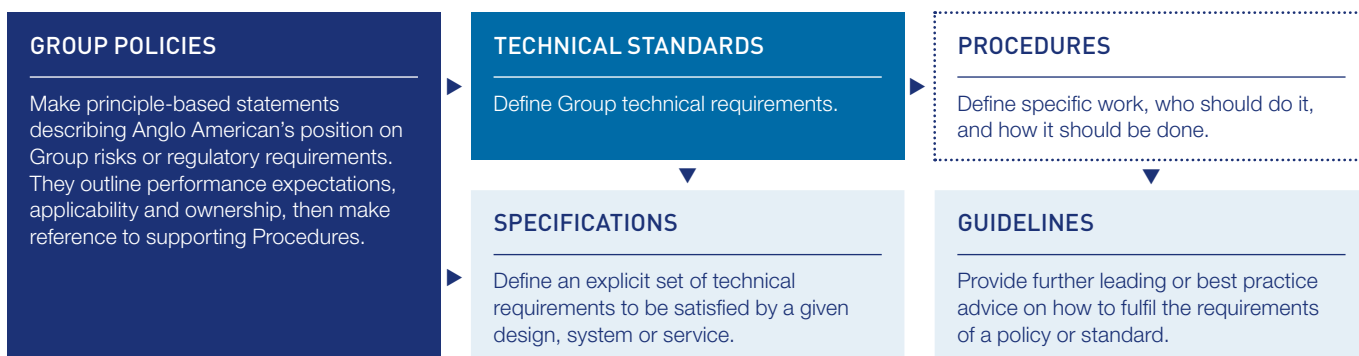 GROUP POLICIES
Make principle-based statements
describing Anglo American's position on
Group risks or regulatory requirements.
They outline performance expectations,
applicability and ownership, then make
reference to supporting Procedures.
TECHNICAL STANDARDS
Define Group technical requirements.
SPECIFICATIONS
Define an explicit set of technical
requirements to be satisfied by a given
design, system or service.
PROCEDURES
Define specific work, who should do it,
and how it should be done.
GUIDELINES
Provide further leading or best practice
advice on how to fulfil the requirements
of a policy or standard.